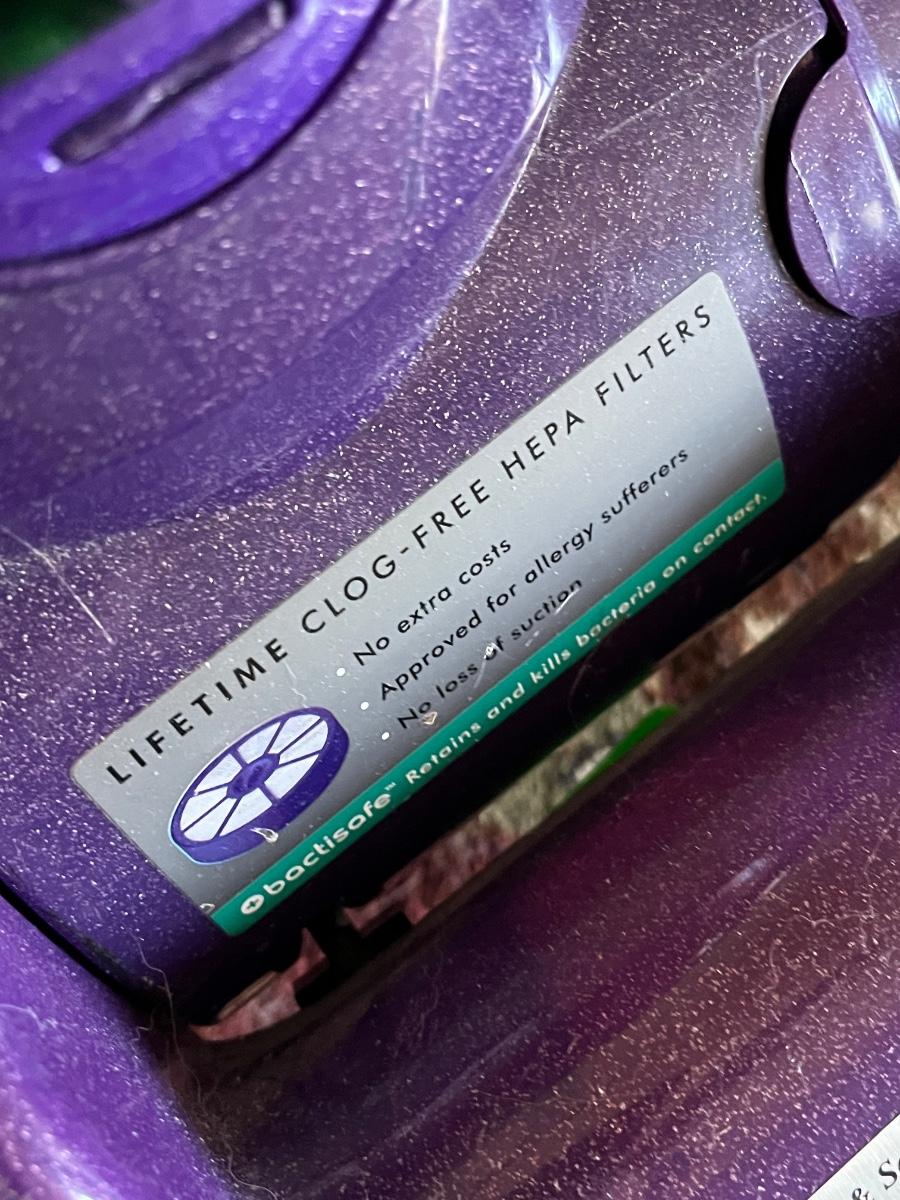 LIFETIME CLOG-FREE HEPA FILTERS
• No extra costs
• Approved for allergy sufferers
• No loss of suction
bactisafe™ Retains and kills bacteria on contact.
&